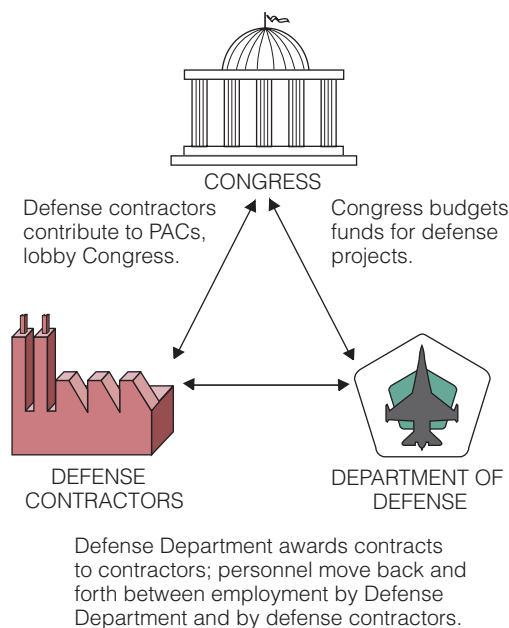 CONGRESS
Defense contractors
contribute to PACs,
lobby Congress.
Congress budgets
funds for defense
projects.
DEFENSE
CONTRACTORS
DEPARTMENT OF
DEFENSE
Defense Department awards contracts
to contractors; personnel move back and
forth between employment by Defense
Department and by defense contractors.